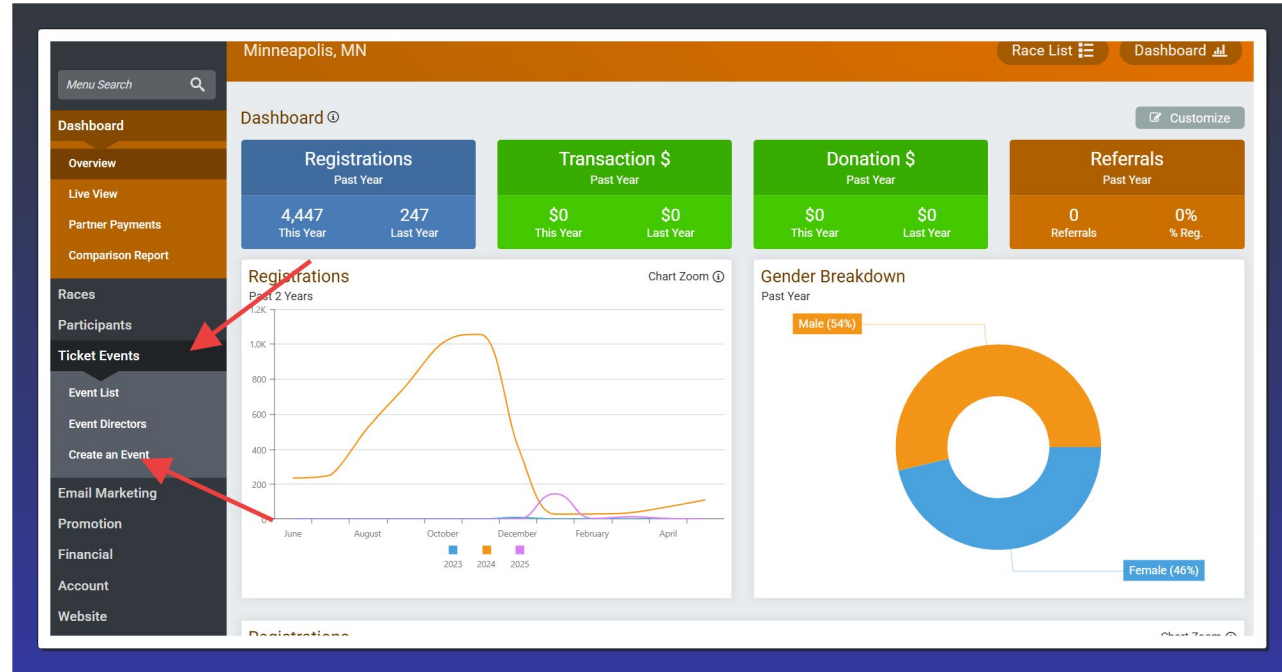 Minneapolis, MN
Race List
Dashboard
Menu Search
Dashboard
Overview
Live View
Partner Payments
Comparison Report
Races
Participants
Ticket Events
Event List
Event Directors
Create an Event
Email Marketing
Promotion
Financial
Account
Website
Dashboard
Customize
Registrations
Past Year
4,447 247
This Year Last Year
Transaction $
Past Year
$0 $0
This Year Last Year
Donation $
Past Year
$0 $0
This Year Last Year
Referrals
Past Year
0 0%
Referrals % Reg.
Registrations
Chart Zoom
Past 2 Years
1.2K
1.0K
800
600
400
200
0
June August October December February April
2023 2024 2025
Gender Breakdown
Past Year
Male (54%)
Female (46%)
Registrations
Chart Zoom